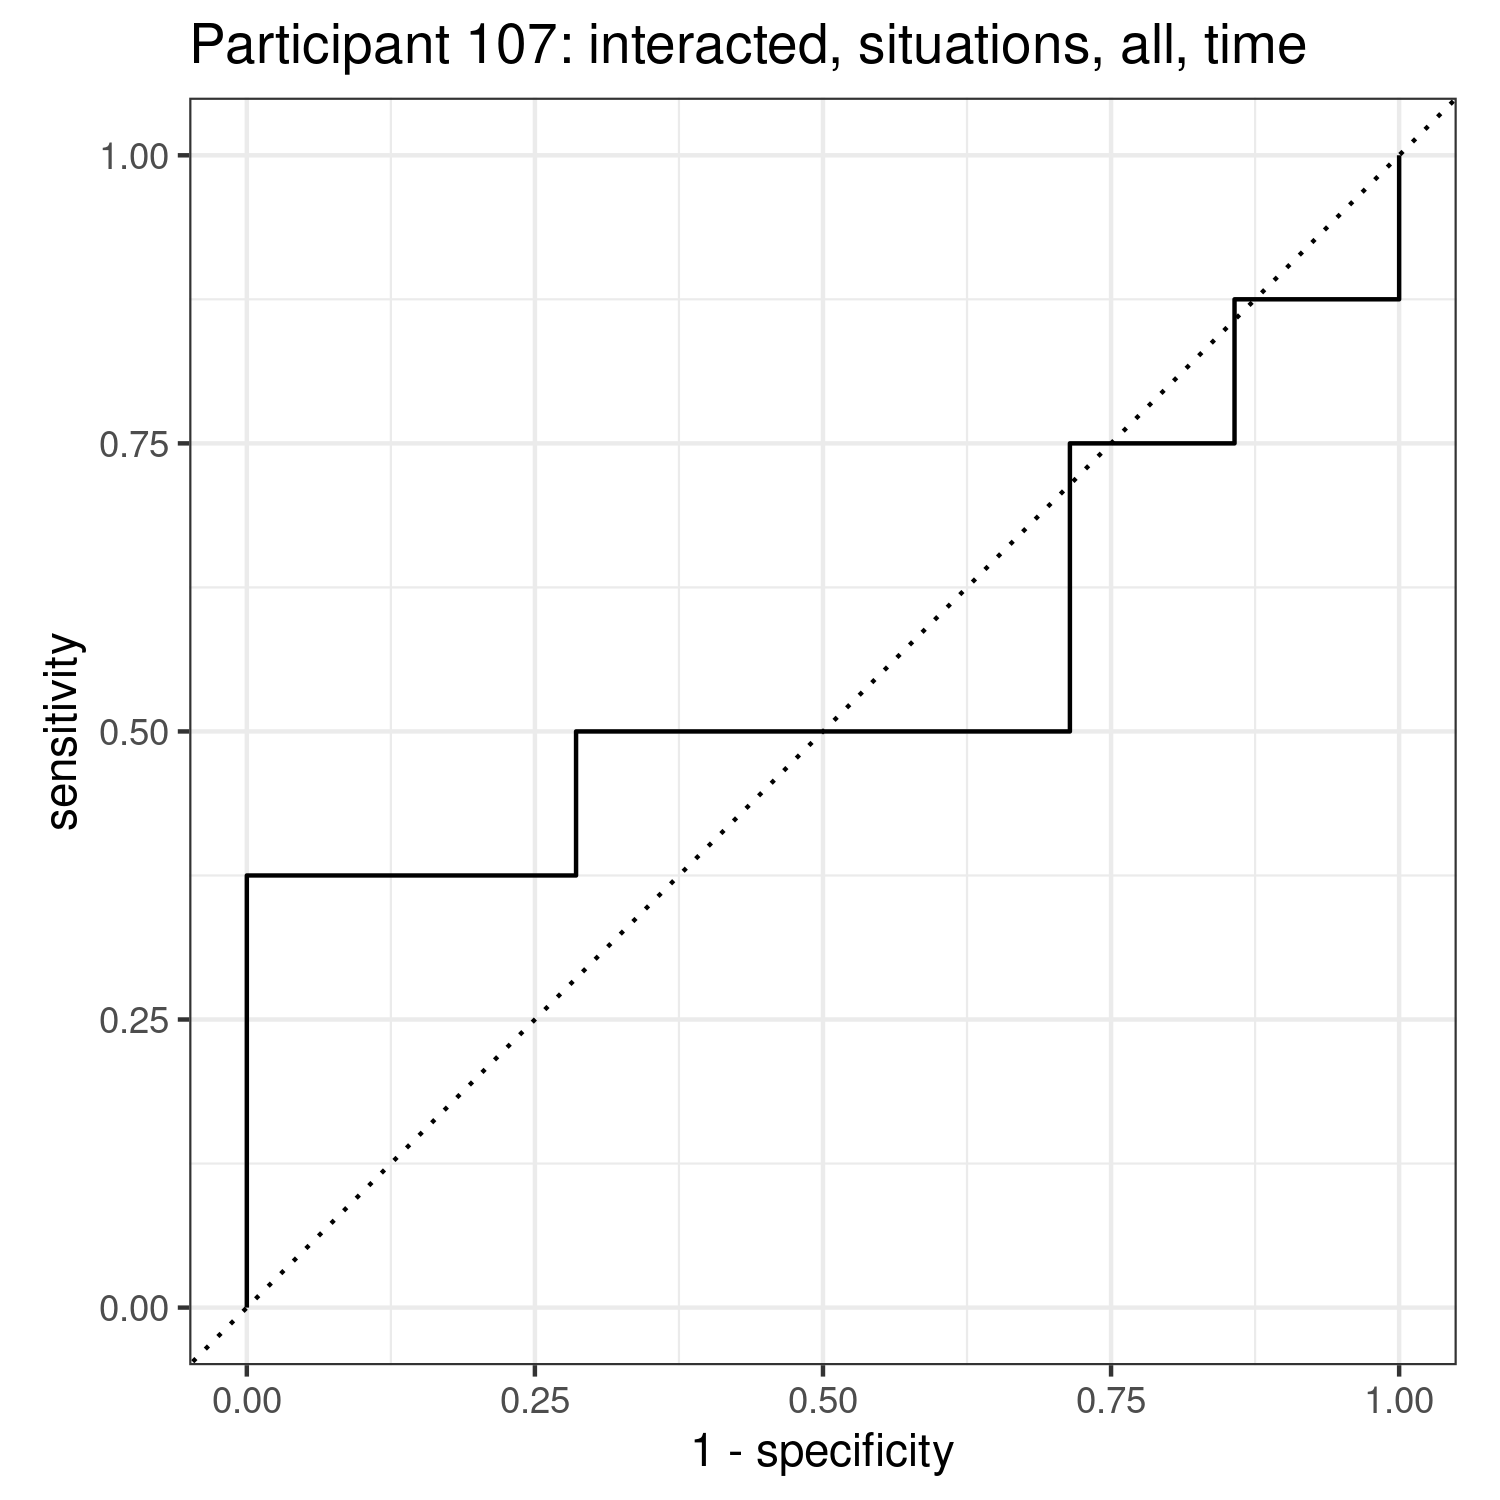 Participant 107: interacted, situations, all, time
1.00
0.75
0.50
0.25
0.00
sensitivity
0.00 0.25 0.50 0.75 1.00
1 - specificity